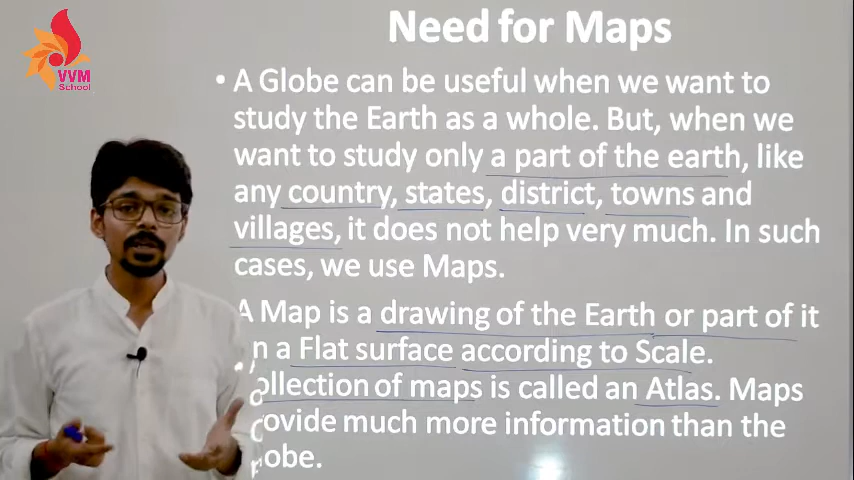 VVM
School
Need for Maps
• A Globe can be useful when we want to
study the Earth as a whole. But, when we
want to study only a part of the earth, like
any country, states, district, towns and
villages, it does not help very much. In such
cases, we use Maps.
A Map is a drawing of the Earth or part of it
n a Flat surface according to Scale.
ollection of maps is called an Atlas. Maps
ovide much more information than the
obe.